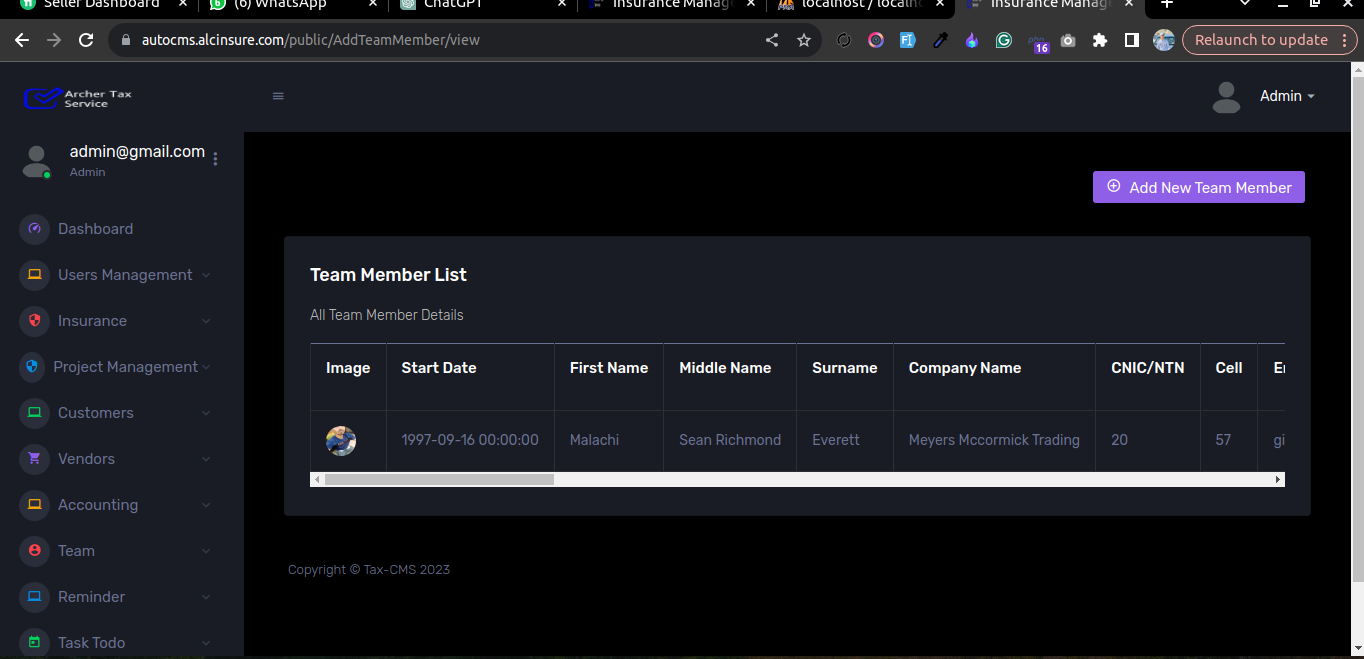 Seller Dashboard
(6) WhatsApp
ChatGPT
Insurance Manag
localhost / localh
Insurance Manag
autocms.alcinsure.com/public/AddTeamMember/view
16
Relaunch to update
Archer Tax
Service
Admin
admin@gmail.com
Admin
Add New Team Member
Dashboard
Users Management
Insurance
Project Management
Customers
Vendors
Accounting
Team
Reminder
Task Todo
Team Member List
All Team Member Details
Image Start Date First Name Middle Name Surname Company Name CNIC/NTN Cell
1997-09-16 00:00:00 Malachi Sean Richmond Everett Meyers Mccormick Trading 20 57 gi
Copyright © Tax-CMS 2023